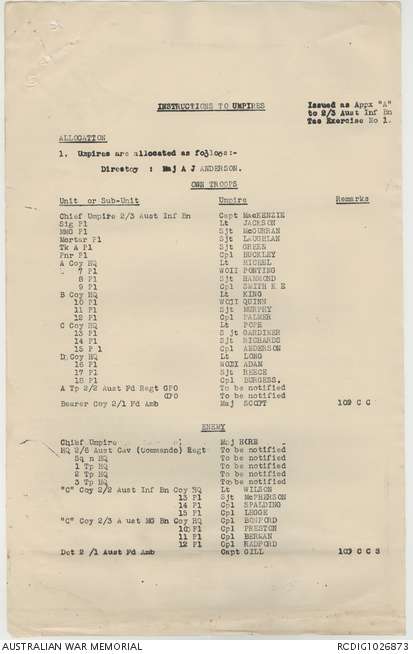 INSTRUCTIONS TO UMPIRES
Issued as Appx "A"
to 2/3 Aust Inf Bn
Tac Exercise No 1.
ALLOCATION
1. Umpires are allocated as follows:-
Director : Maj A J ANDERSON.
OWN TROOPS
Unit or Sub-Unit Umpire Remarks
Chief Umpire 2/3 Aust Inf Bn Capt MacKENZIE
Sig Pl Lt JACKSON
MMG Pl Sjt McGURRAN
Mortar Pl Sjt LAUGHLAN
Tk A Pl Sjt GREEN
Pnr Pl Cpl BUCKLEY
A Coy HQ Lt MICHEL
7 Pl WOII PONTING
8 Pl Sjt HAMMOND
9 Pl Cpl SMITH K E
B Coy HQ Lt KING
10 Pl WOII QUINN
11 Pl Sjt MURPHY
12 Pl Cpl PALMER
C Coy HQ Lt POPE
13 Pl Sjt GARDINER
14 Pl Sjt RICHARDS
15 Pl Cpl ANDERSON
D Coy HQ Lt LONG
16 Pl WOII ADAN
17 Pl Sjt REECE
18 Pl Cpl BURGESS.
A Tp 2/2 Aust Fd Regt GPO To be notified
To be notified
Bearer Coy 2/1 Fd Amb Maj SCOTT 109 C C
ENEMY
Chief Umpire Maj HORE
HQ 2/6 Aust Cav (Commando) Regt To be notified
Sqn HQ To be notified
1 Tp HQ To be notified
2 Tp HQ To be notified
3 Tp HQ To be notified
"C" Coy 2/2 Aust Inf Bn Coy HQ Lt WILSON
13 Pl Sjt McPHERSON
14 Pl Cpl SPALDING
15 Pl Cpl LEGGE
"C" Coy 2/3 Aust MG Bn Coy HQ Cpl BONFORD
10 Pl Cpl PRESTON
11 Pl Cpl BERMAN
12 Pl Cpl RADFORD
Det 2/1 Aust Fd Amb Capt GILL 109 C C S
AUSTRALIAN WAR MEMORIAL
RCDIG1026873